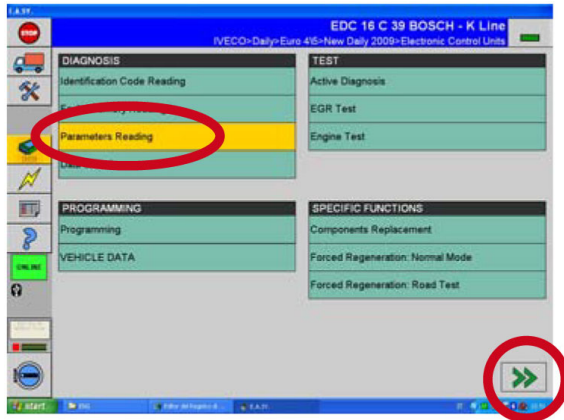 E.A.SY.
EDC 16 C 39 BOSCH - K Line
IVECO>Daily>Euro 4\5>New Daily 2009>Electronic Control Units
STOP
DIAGNOSIS
Identification Code Reading
Parameters Reading
TEST
Active Diagnosis
EGR Test
Engine Test
PROGRAMMING
Programming
VEHICLE DATA
SPECIFIC FUNCTIONS
Components Replacement
Forced Regeneration: Normal Mode
Forced Regeneration: Road Test
ONLINE
start
E.A.SY.